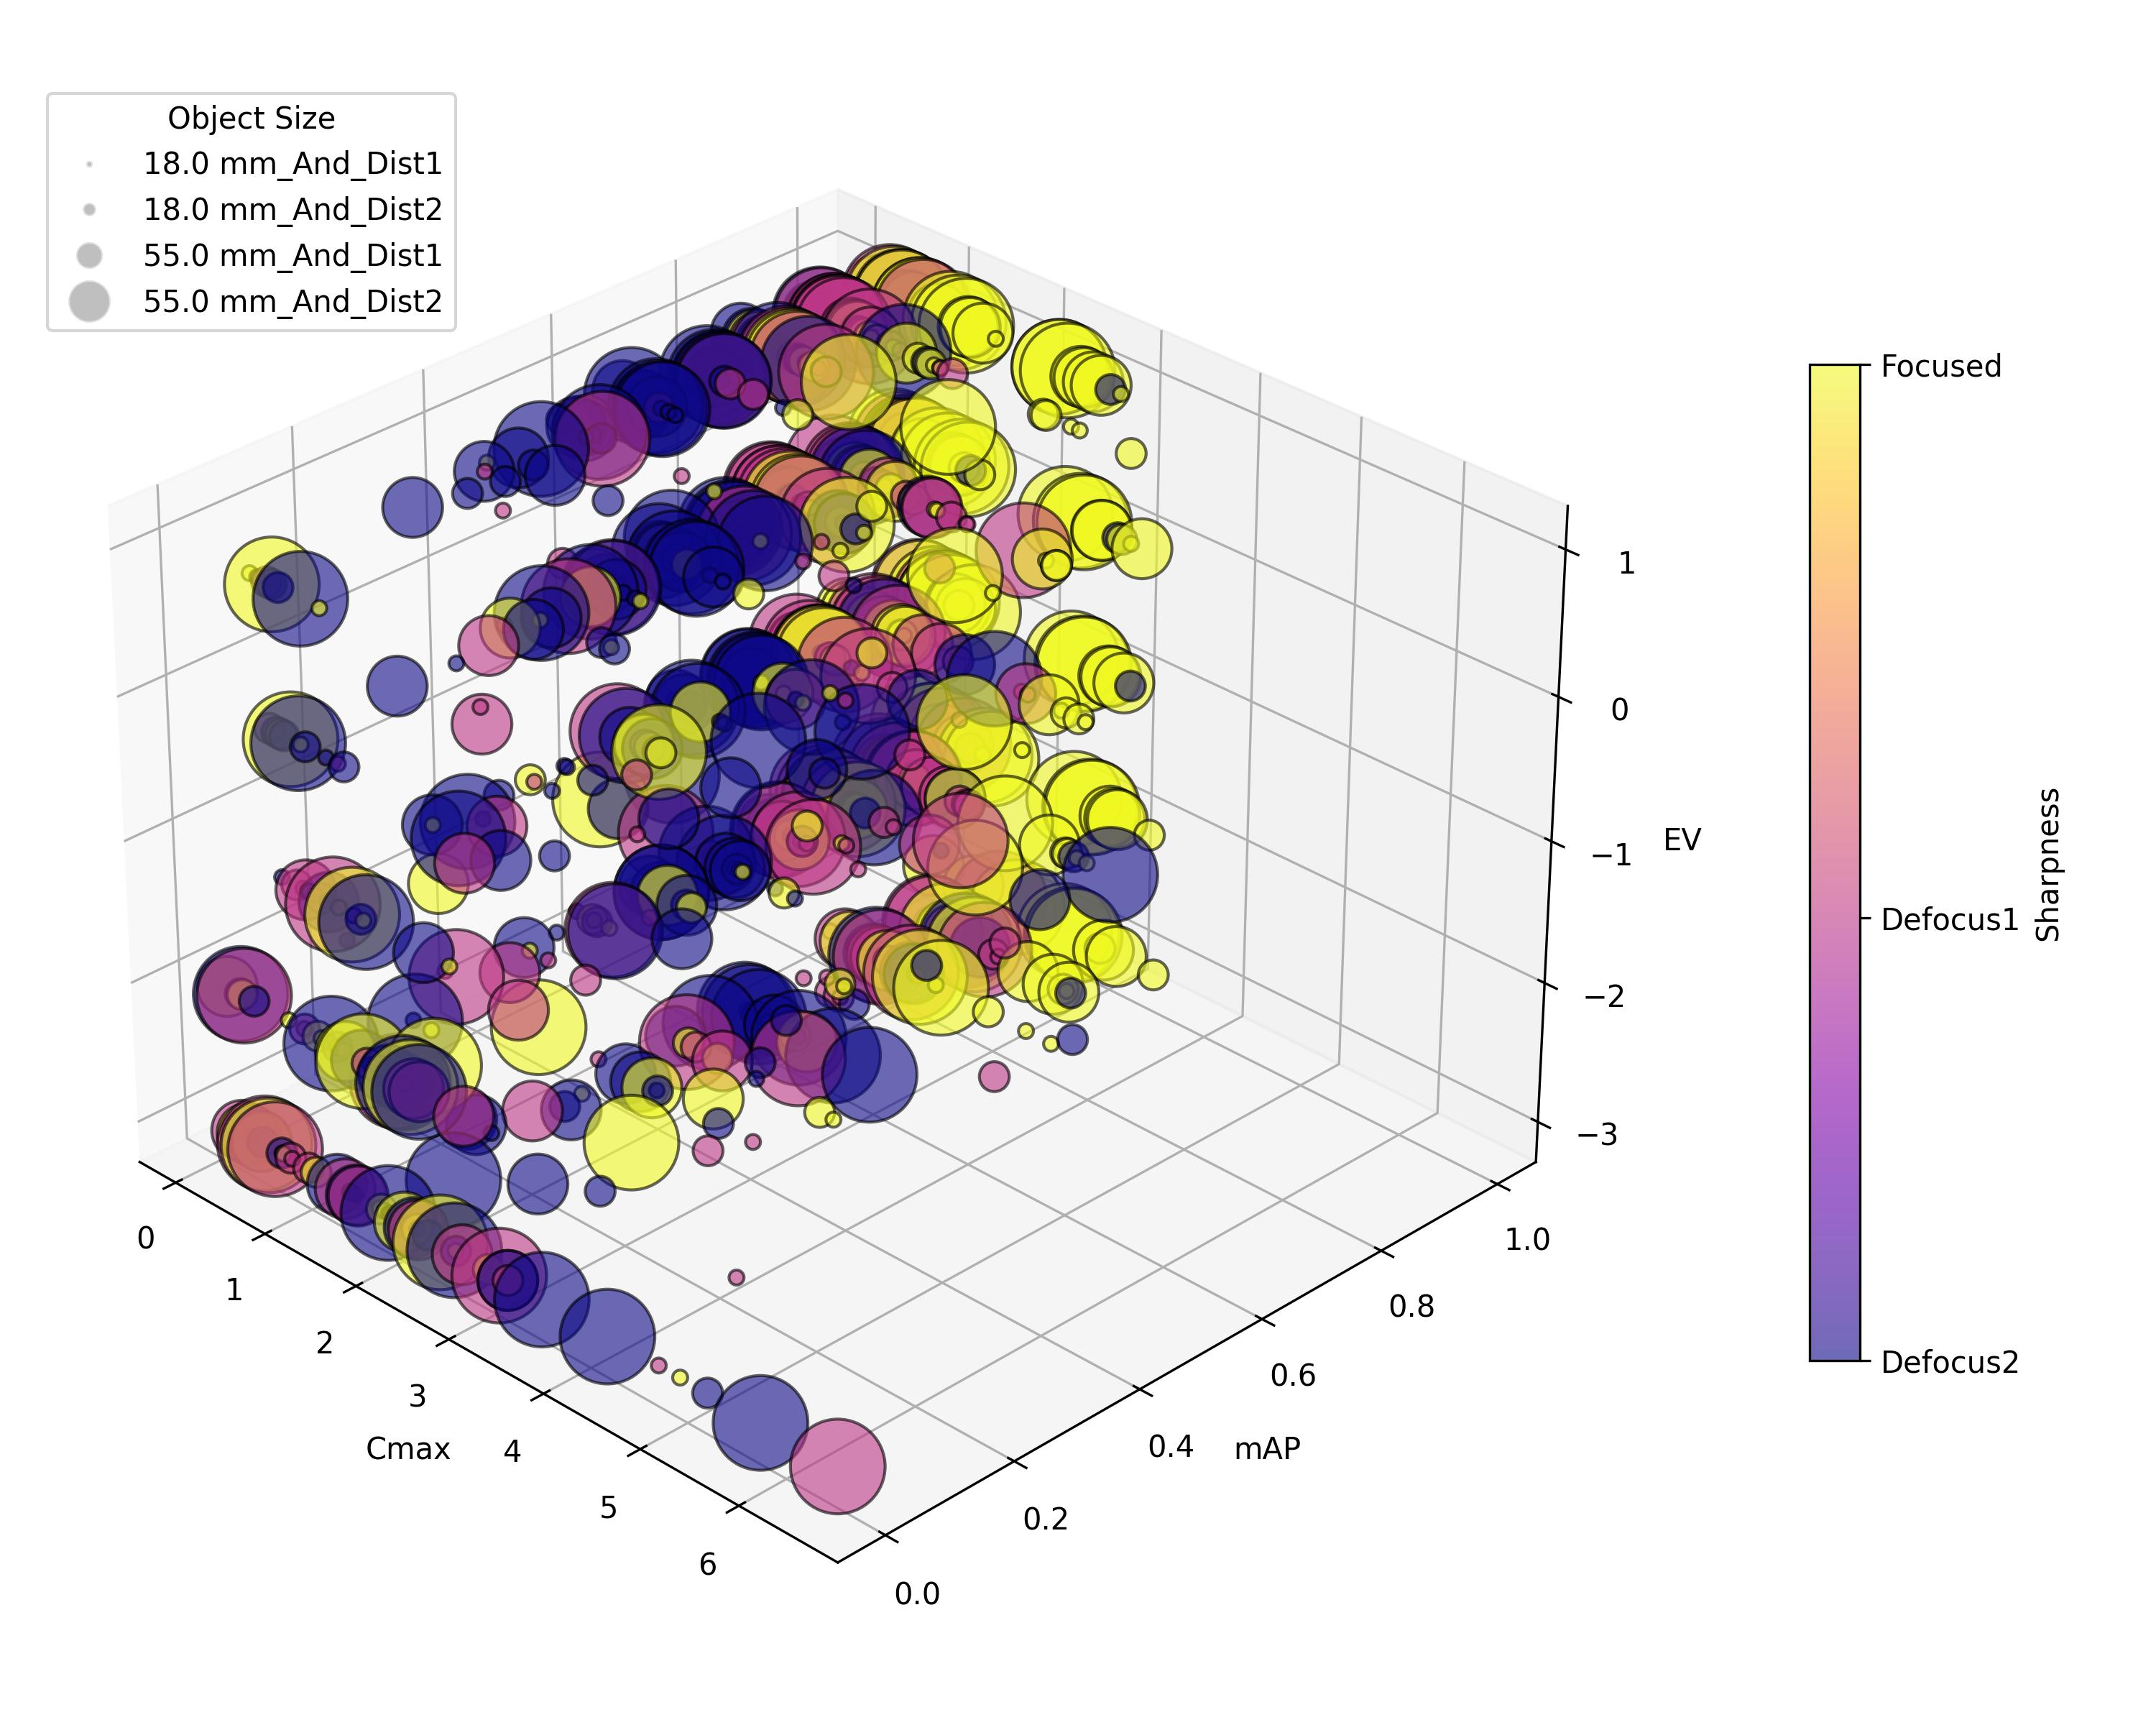 Object Size
18.0 mm_And_Dist1
18.0 mm_And_Dist2
55.0 mm_And_Dist1
55.0 mm_And_Dist2
0
1
2
3
4
5
6
Cmax
0.0
0.2
0.4
0.6
0.8
1.0
mAP
1
0
−1
−2
−3
EV
Focused
Defocus1
Defocus2
Sharpness